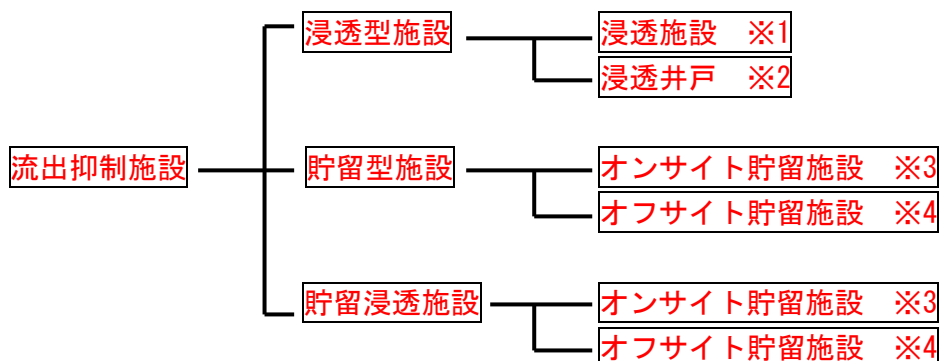 浸透型施設
浸透施設　※1
浸透井戸　※2
流出抑制施設
貯留型施設
オンサイト貯留施設　※3
オフサイト貯留施設　※4
貯留浸透施設
オンサイト貯留施設　※3
オフサイト貯留施設　※4